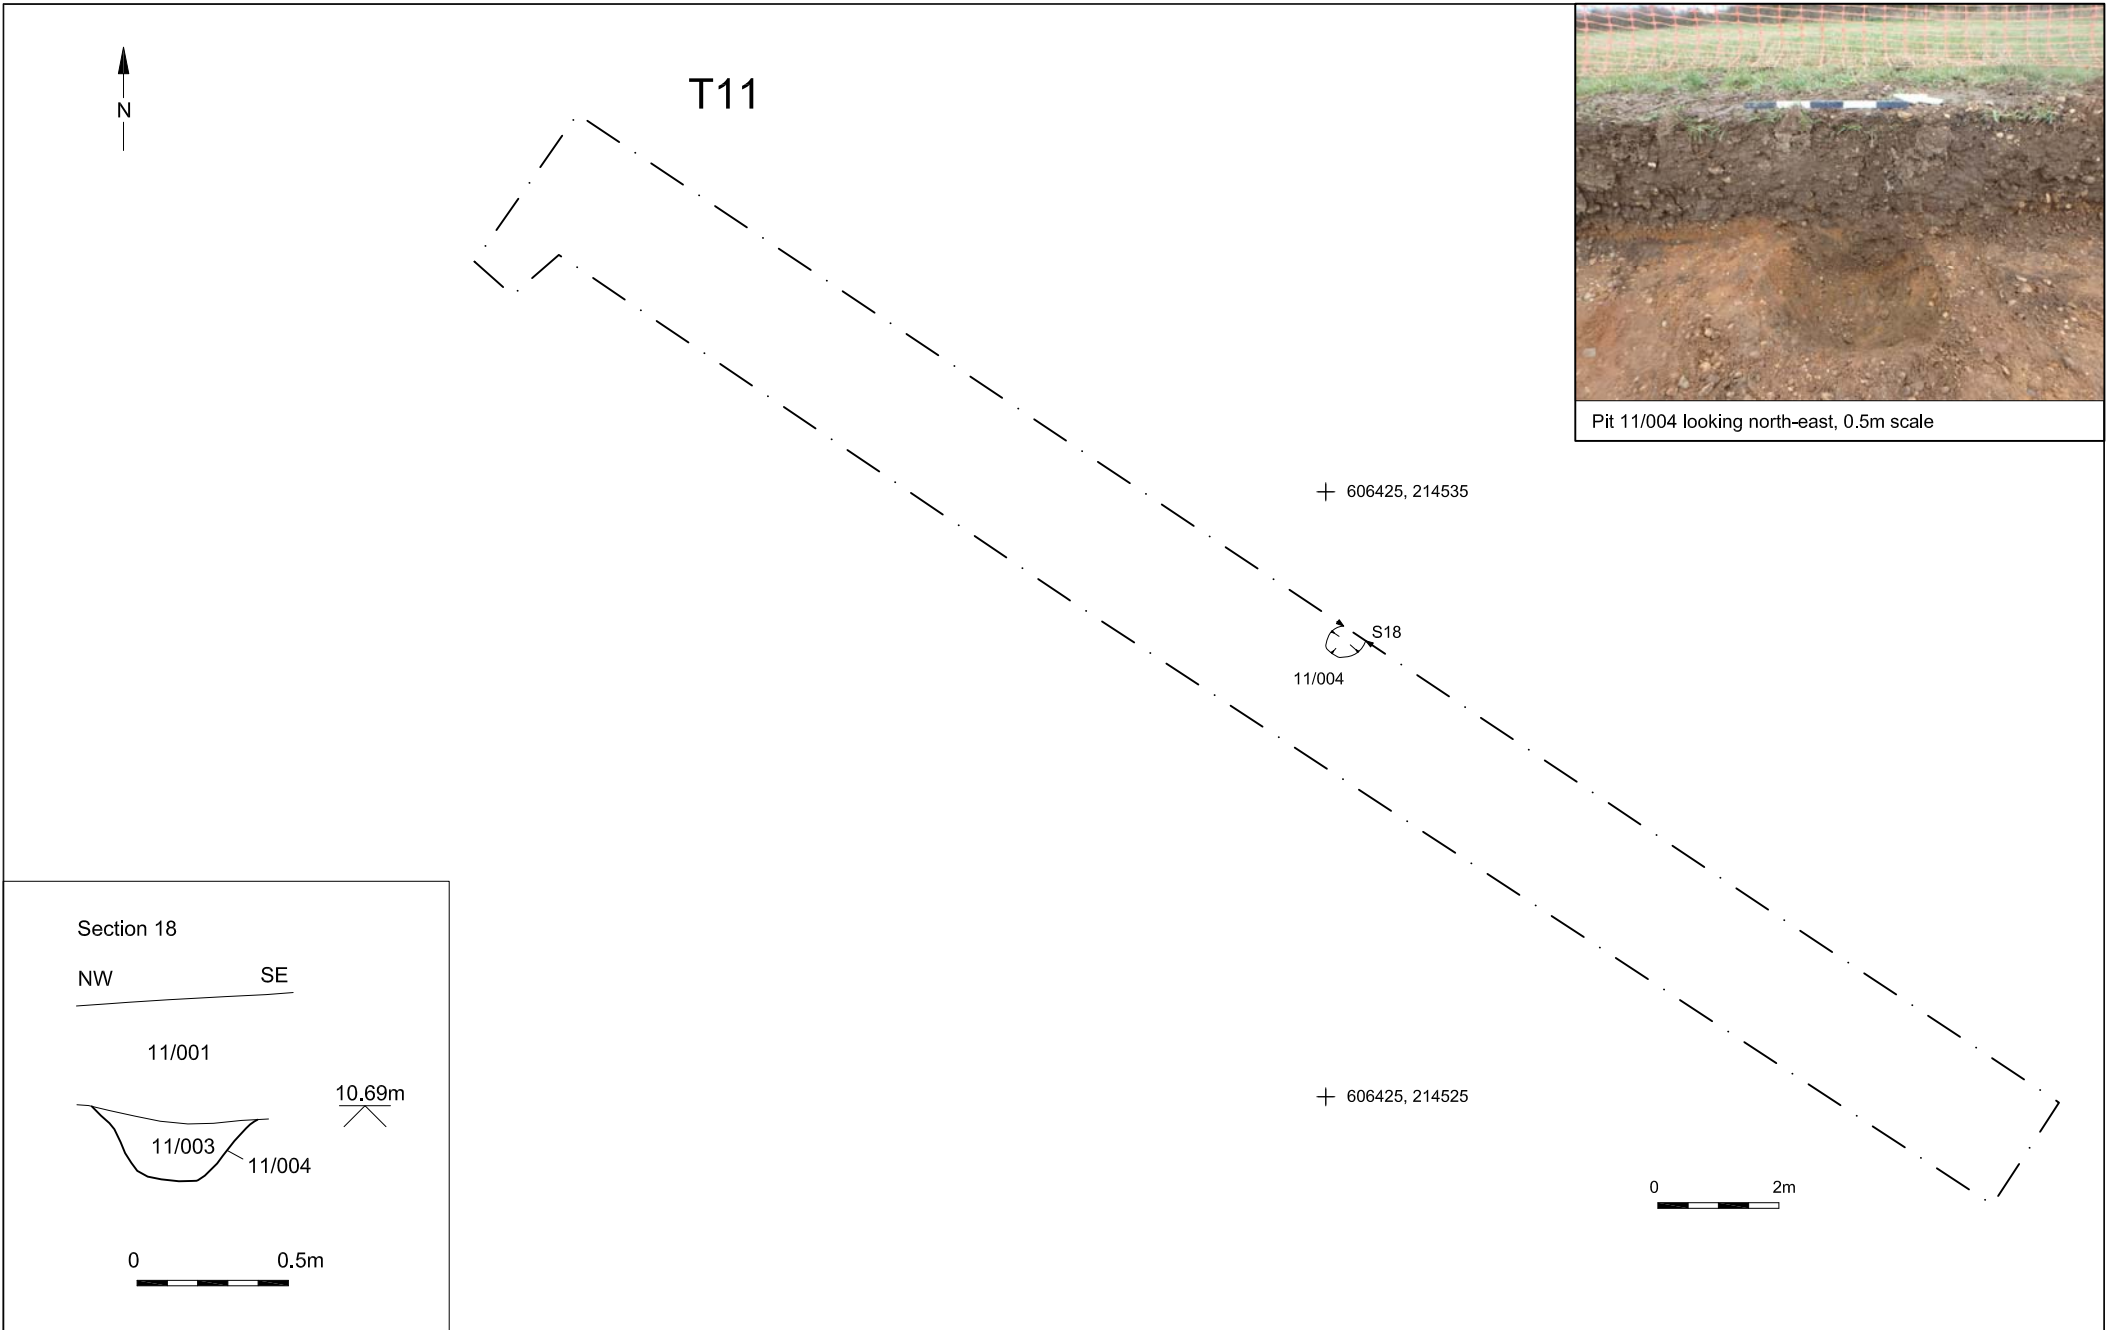 N
T11
Pit 11/004 looking north-east, 0.5m scale
606425, 214535
S18
11/004
606425, 214525
0 2m
Section 18
NW SE
11/001
10.69m
11/003
11/004
0 0.5m